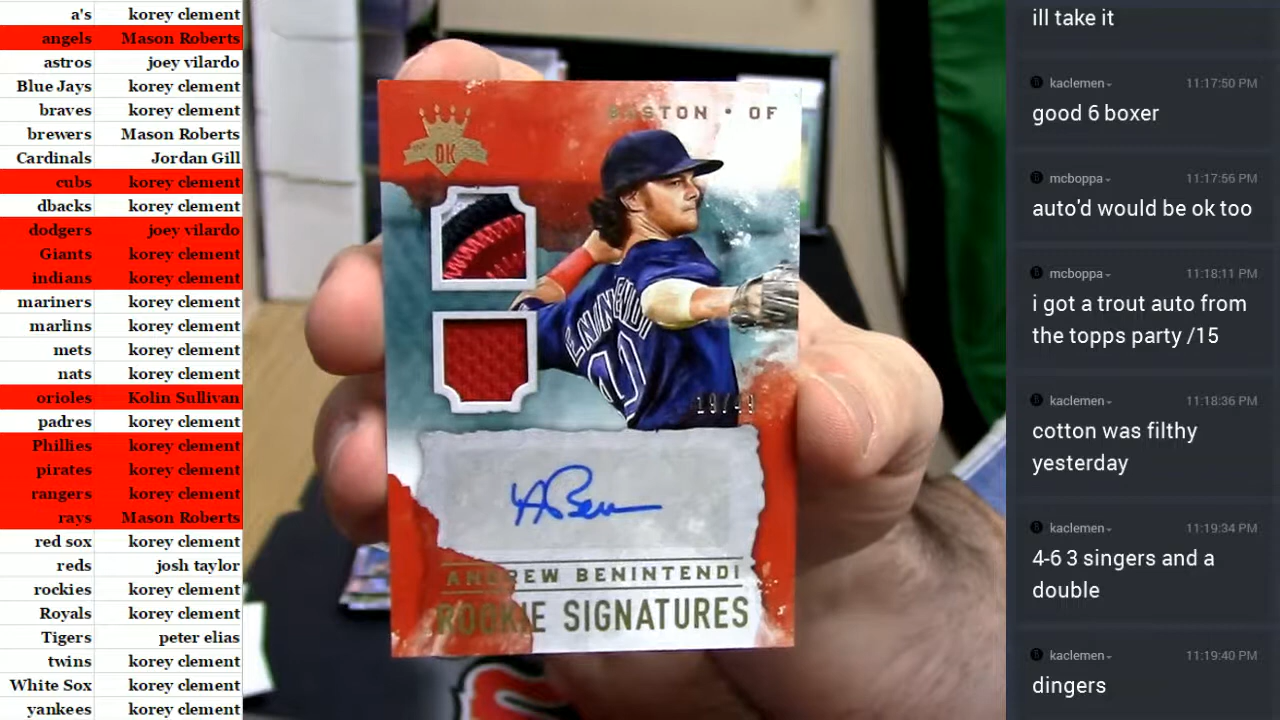 a's korey clement
angels Mason Roberts
astros joey vilardo
Blue Jays korey clement
braves korey clement
brewers Mason Roberts
Cardinals Jordan Gill
cubs korey clement
dbacks korey clement
dodgers joey vilardo
Giants korey clement
indians korey clement
mariners korey clement
marlins korey clement
mets korey clement
nats korey clement
orioles Kolin Sullivan
padres korey clement
Phillies korey clement
pirates korey clement
rangers korey clement
rays Mason Roberts
red sox korey clement
reds josh taylor
rockies korey clement
Royals korey clement
Tigers peter elias
twins korey clement
White Sox korey clement
yankees korey clement
BOSTON • OF
DK
19/49
ANDREW BENINTENDI
ROOKIE SIGNATURES
ill take it
kaclemen 11:17:50 PM
good 6 boxer
mcboppa 11:17:56 PM
auto'd would be ok too
mcboppa 11:18:11 PM
i got a trout auto from
the topps party /15
kaclemen 11:18:36 PM
cotton was filthy
yesterday
kaclemen 11:19:34 PM
4-6 3 singers and a
double
kaclemen 11:19:40 PM
dingers